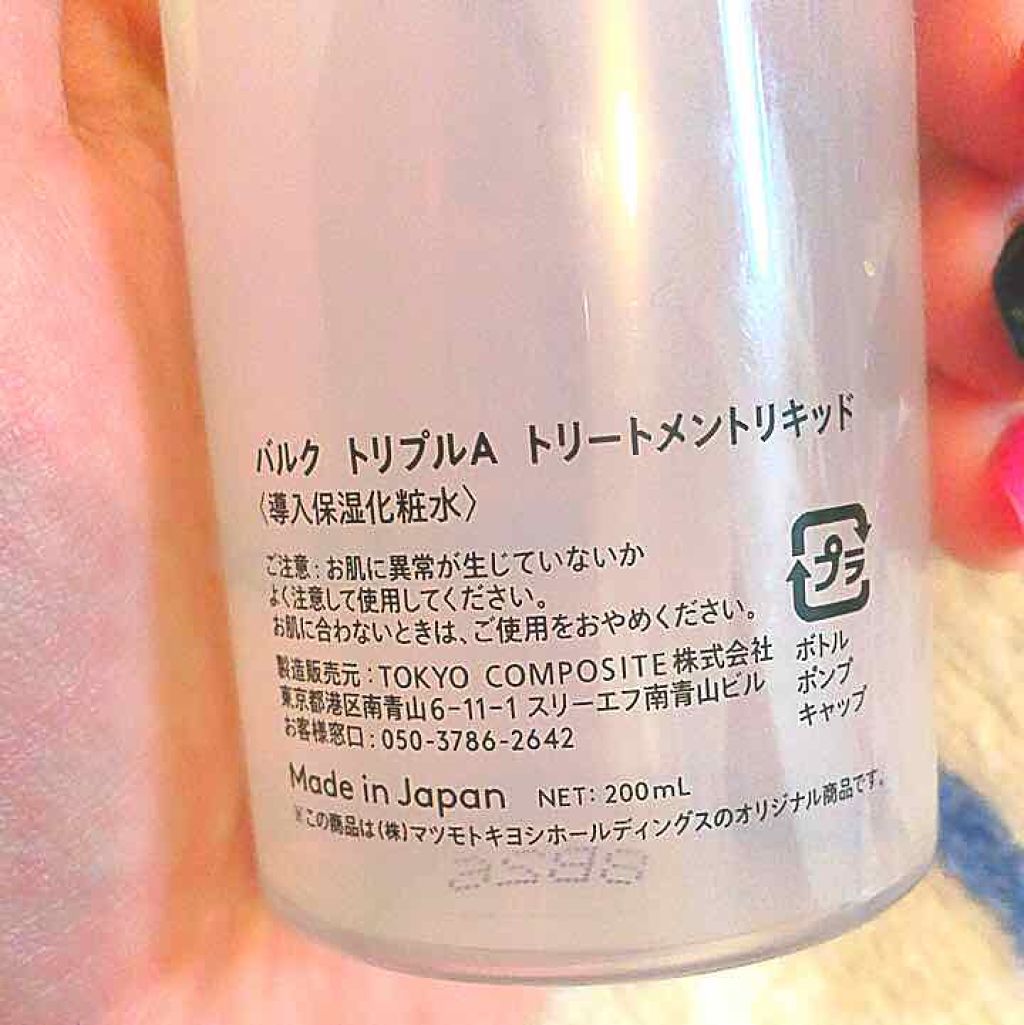 バルク トリプルA トリートメントリキッド
〈導入保湿化粧水〉
ご注意：お肌に異常が生じていないか
よく注意して使用してください。
お肌に合わないときは、ご使用をおやめください。
製造販売元：TOKYO COMPOSITE株式会社
東京都港区南青山6-11-1 スリーエフ南青山ビル
お客様窓口：050-3786-2642
Made in Japan NET: 200mL
※この商品は(株)マツモトキヨシホールディングスのオリジナル商品です。
プラ
ボトル
ポンプ
キャップ